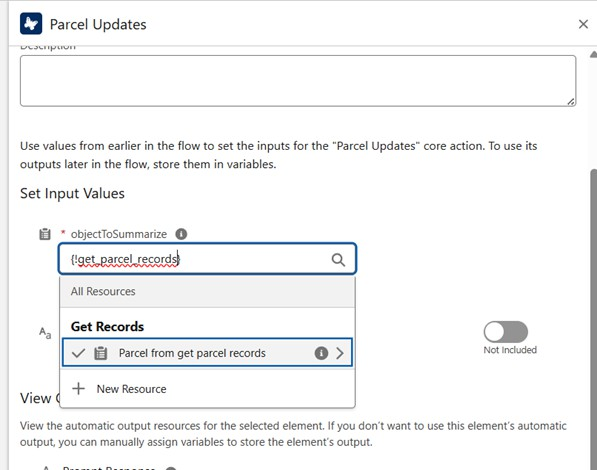 Parcel Updates
Description
Use values from earlier in the flow to set the inputs for the "Parcel Updates" core action. To use its
outputs later in the flow, store them in variables.
Set Input Values
* objectToSummarize
{!get_parcel_records}
All Resources
Get Records
Aa
Parcel from get parcel records
Not Included
New Resource
View
View the automatic output resources for the selected element. If you don't want to use this element's automatic
output, you can manually assign variables to store the element's output.
Prompt Response